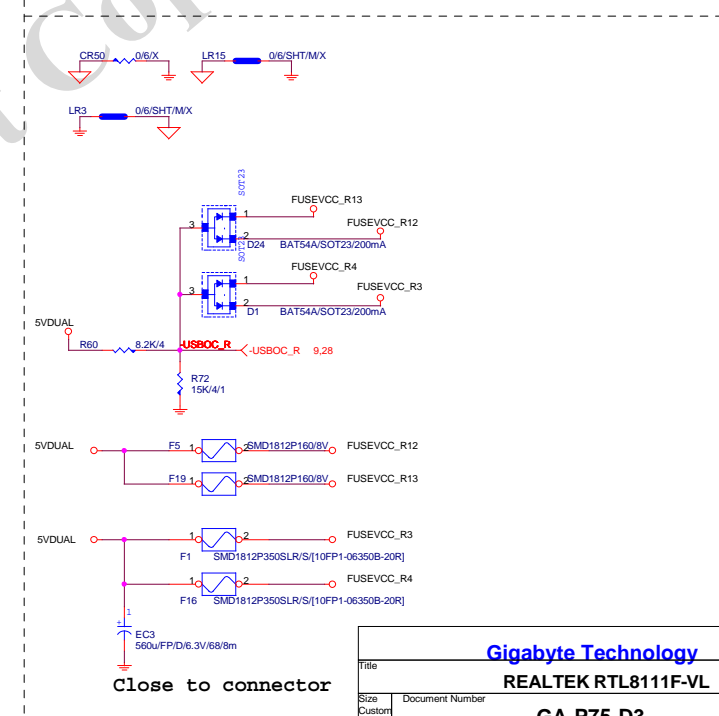 CR50 0/6/X LR15 0/6/SHT/M/X
LR3 0/6/SHT/M/X
SOT23
FUSEVCC_R13
1
3
FUSEVCC_R12
2
D24 BAT54A/SOT23/200mA
SOT23
FUSEVCC_R4
1
3
FUSEVCC_R3
2
D1 BAT54A/SOT23/200mA
5VDUAL
R60 8.2K/4 -USBOC_R -USBOC_R 9,28
R72
15K/4/1
5VDUAL F5 1 2 SMD1812P160/8V FUSEVCC_R12
F19 1 2 SMD1812P160/8V FUSEVCC_R13
5VDUAL 1 2 FUSEVCC_R3
F1 SMD1812P350SLR/S/[10FP1-06350B-20R]
1 2 FUSEVCC_R4
F16 SMD1812P350SLR/S/[10FP1-06350B-20R]
1
+
EC3
560u/FP/D/6.3V/68/8m
Close to connector
Gigabyte Technology
Title
REALTEK RTL8111F-VL
Size Document Number
Custom
GA-P75-D3